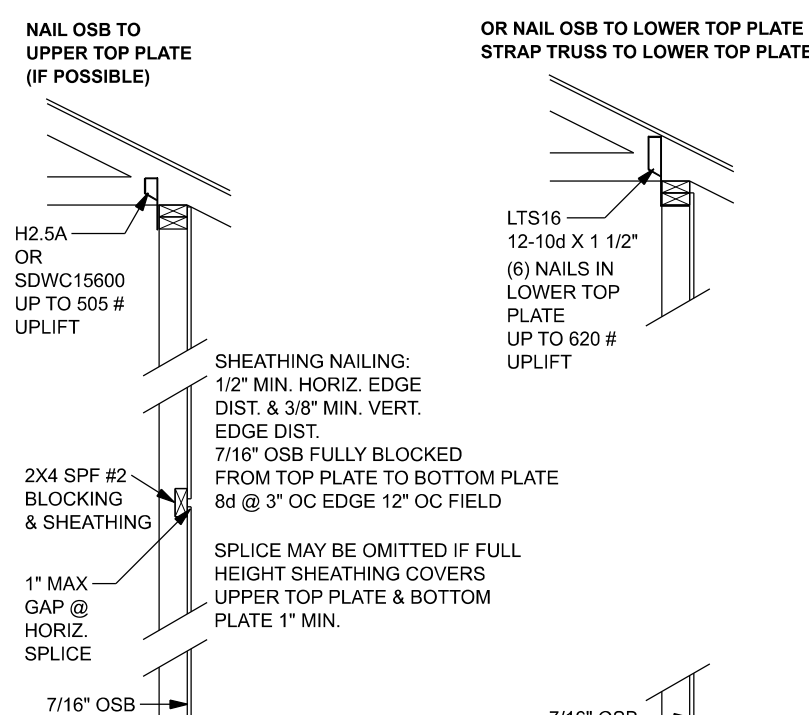 NAIL OSB TO
UPPER TOP PLATE
(IF POSSIBLE)
OR NAIL OSB TO LOWER TOP PLATE
STRAP TRUSS TO LOWER TOP PLATE
H2.5A
OR
SDWC15600
UP TO 505 #
UPLIFT
LTS16
12-10d X 1 1/2"
(6) NAILS IN
LOWER TOP
PLATE
UP TO 620 #
UPLIFT
SHEATHING NAILING:
1/2" MIN. HORIZ. EDGE
DIST. & 3/8" MIN. VERT.
EDGE DIST.
7/16" OSB FULLY BLOCKED
FROM TOP PLATE TO BOTTOM PLATE
8d @ 3" OC EDGE 12" OC FIELD
2X4 SPF #2
BLOCKING
& SHEATHING
SPLICE MAY BE OMITTED IF FULL
HEIGHT SHEATHING COVERS
UPPER TOP PLATE & BOTTOM
PLATE 1" MIN.
1" MAX
GAP @
HORIZ.
SPLICE
7/16" OSB
7/16" OSB